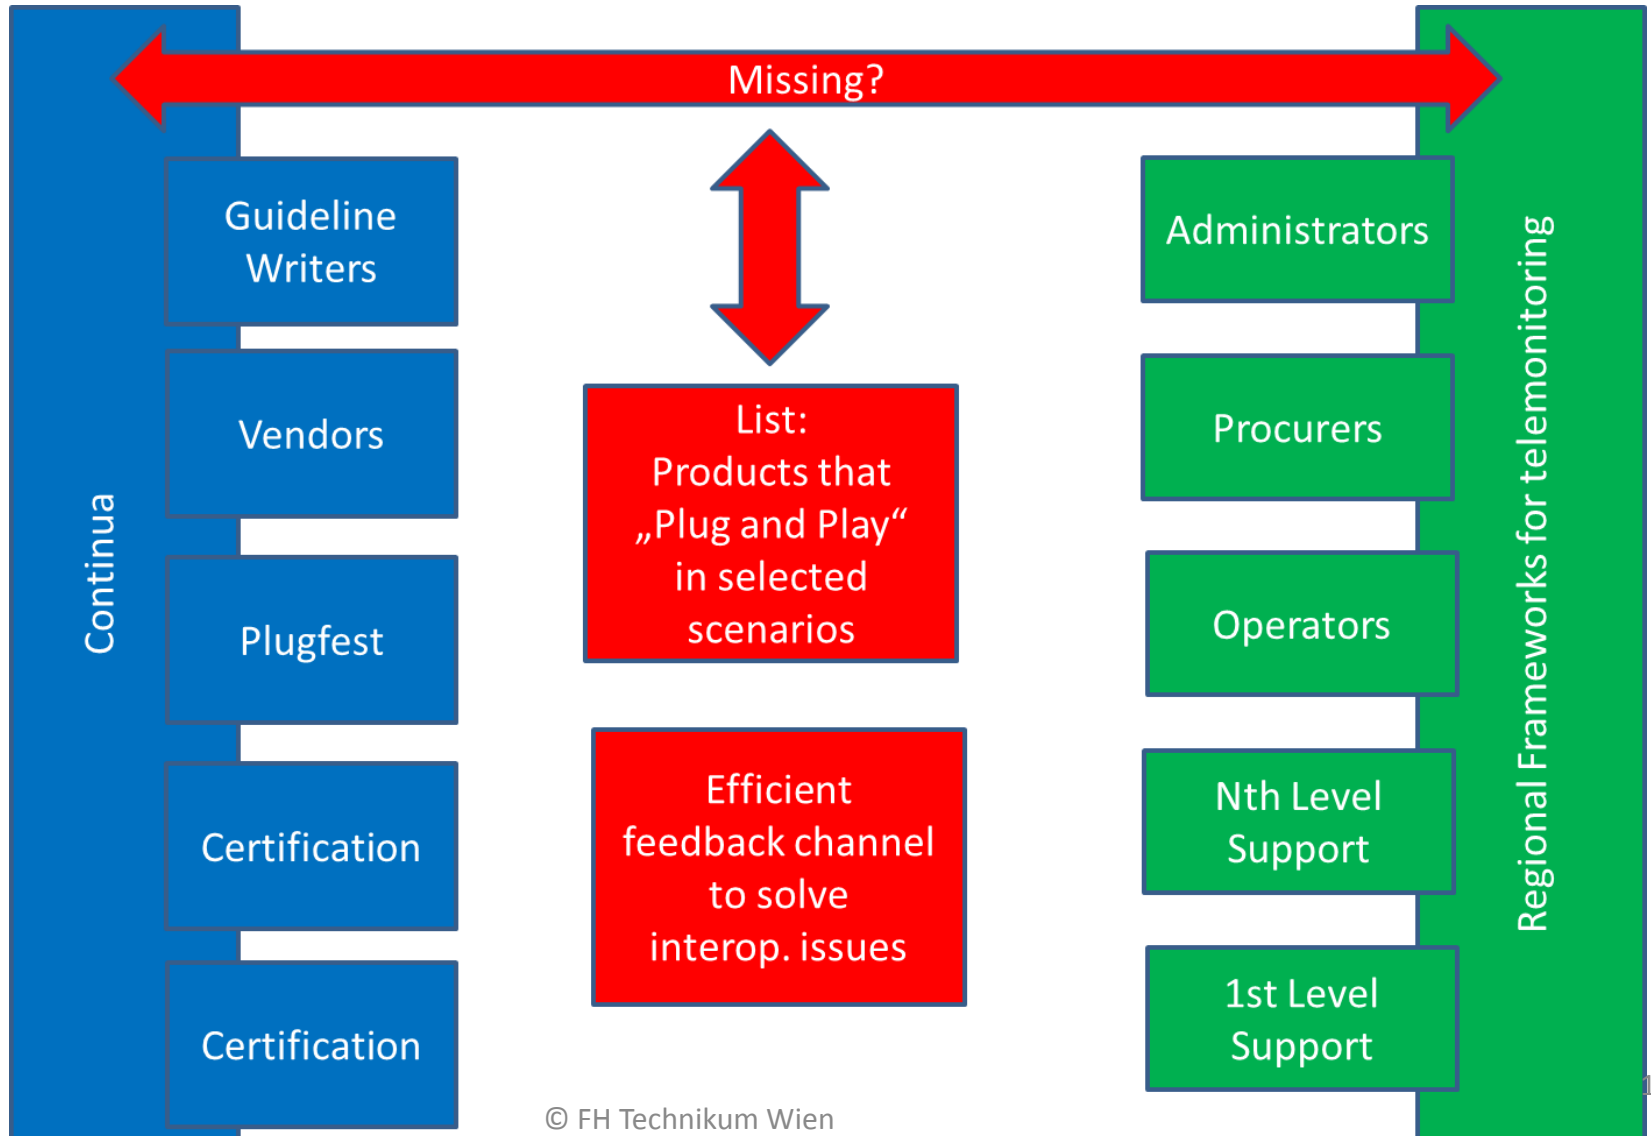 Missing?
Continua
Guideline
Writers
Vendors
Plugfest
Certification
Certification
List:
Products that
„Plug and Play“
in selected
scenarios
Efficient
feedback channel
to solve
interop. issues
Administrators
Procurers
Operators
Nth Level
Support
1st Level
Support
Regional Frameworks for telemonitoring
© FH Technikum Wien